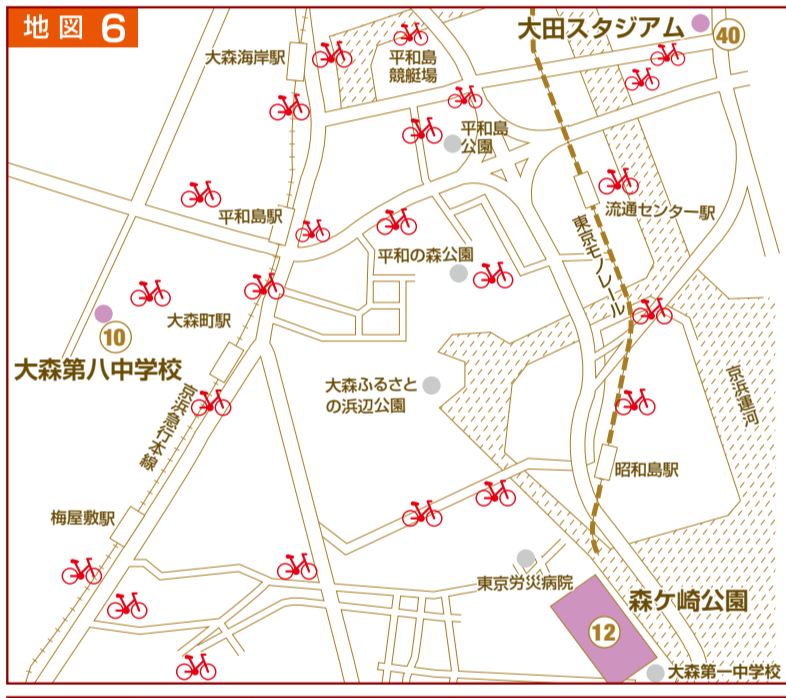 地図 6
大田スタジアム
40
大森海岸駅
平和島
競艇場
平和島
公園
流通センター駅
平和島駅
東京モノレール
平和の森公園
大森町駅
10
大森第八中学校
大森ふるさと
の浜辺公園
京浜運河
京浜急行本線
昭和島駅
梅屋敷駅
東京労災病院
森ケ崎公園
12
大森第一中学校